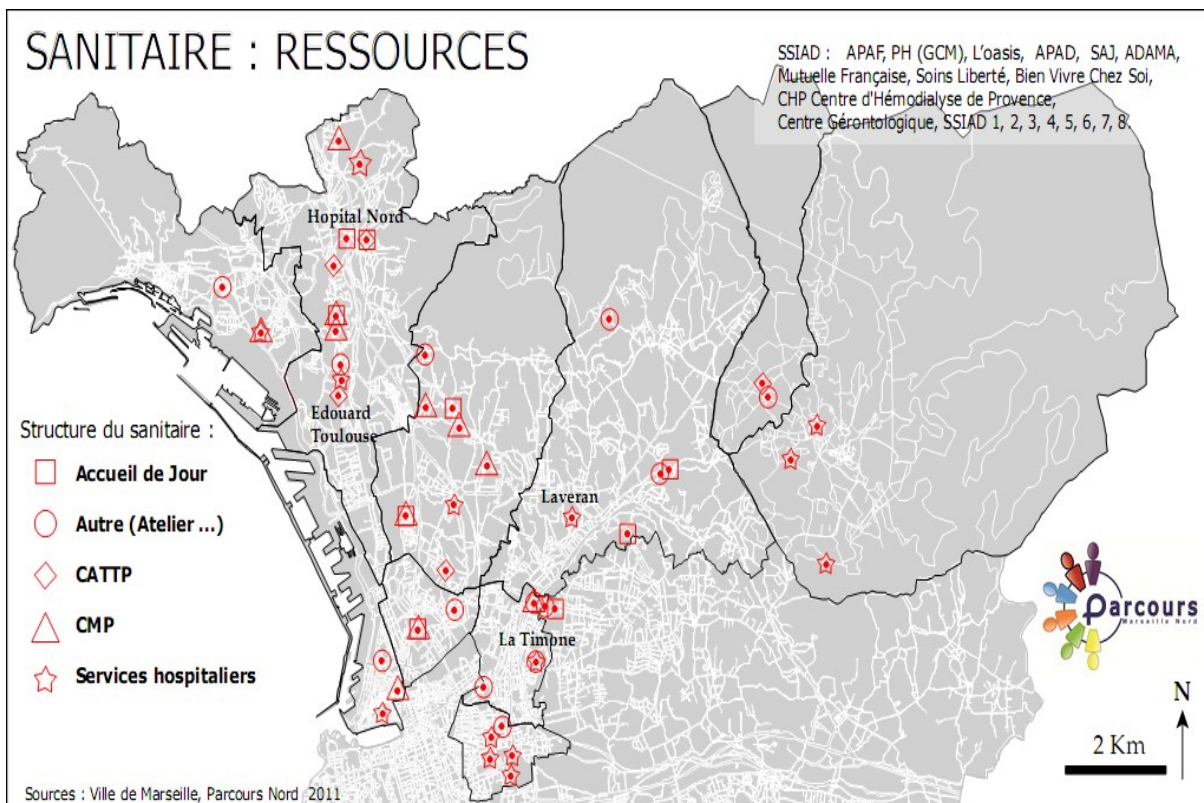 SANITAIRE : RESSOURCES
SSIAD : APAF, PH (GCM), L'oasis, APAD, SAJ, ADAMA,
Mutuelle Française, Soins Liberté, Bien Vivre Chez Soi,
CHP Centre d'Hémodialyse de Provence,
Centre Gérontologique, SSIAD 1, 2, 3, 4, 5, 6, 7, 8.
Hopital Nord
Edouard
Toulouse
Laveran
La Timone
Structure du sanitaire :
Accueil de Jour
Autre (Atelier ...)
CATTP
CMP
Services hospitaliers
Parcours
Marseille Nord
N
2 Km
Sources : Ville de Marseille, Parcours Nord 2011